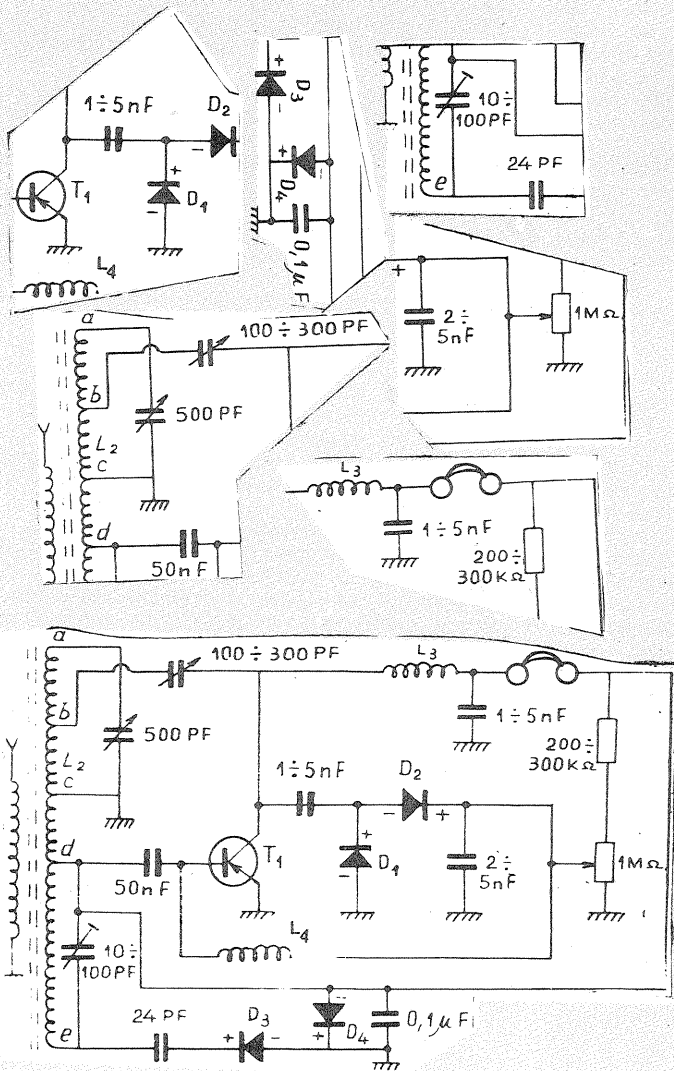 1÷5nF
D2
+
-
+
-
D1
T1
L4
+
D3
-
+
D4
-
0,1µF
10÷
100PF
e
24 PF
+
2÷
5nF
1MΩ
a
100÷300 PF
b
500 PF
L2
c
d
50nF
L3
1÷5nF
200÷
300KΩ
a
100÷300 PF
L3
b
500 PF
1÷5nF
200÷
300KΩ
L2
c
1÷5nF
D2
-
+
+
-
D1
2÷
5nF
1MΩ
d
50nF
T1
L4
10÷
100PF
e
24 PF
D3
+
-
-
+
D4
0,1µF